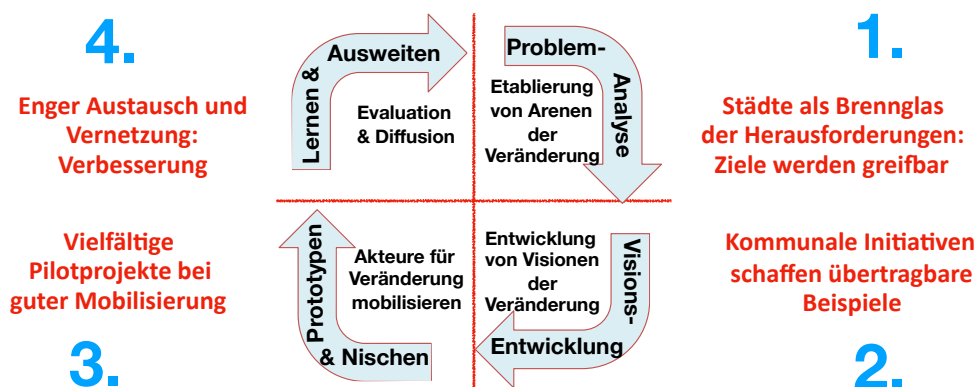 1.
Städte als Brennglas
der Herausforderungen:
Ziele werden greifbar
Problem-
Analyse
Etablierung
von Arenen
der
Veränderung
2.
Kommunale Initiativen
schaffen übertragbare
Beispiele
Visions-
Entwicklung
Entwicklung
von Visionen
der
Veränderung
3.
Vielfältige
Pilotprojekte bei
guter Mobilisierung
Prototypen
& Nischen
Akteure für
Veränderung
mobilisieren
4.
Enger Austausch und
Vernetzung:
Verbesserung
Lernen &
Ausweiten
Evaluation
& Diffusion